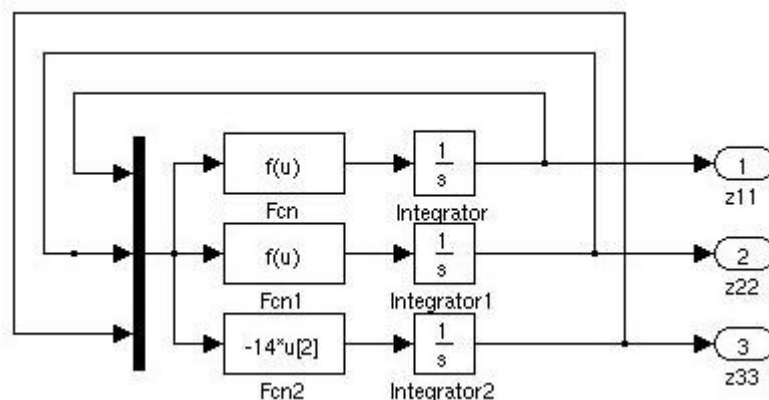 f(u)
1
s
1
Fcn
Integrator
z11
f(u)
1
s
2
Fcn1
Integrator1
z22
-14*u[2]
1
s
3
Fcn2
Integrator2
z33